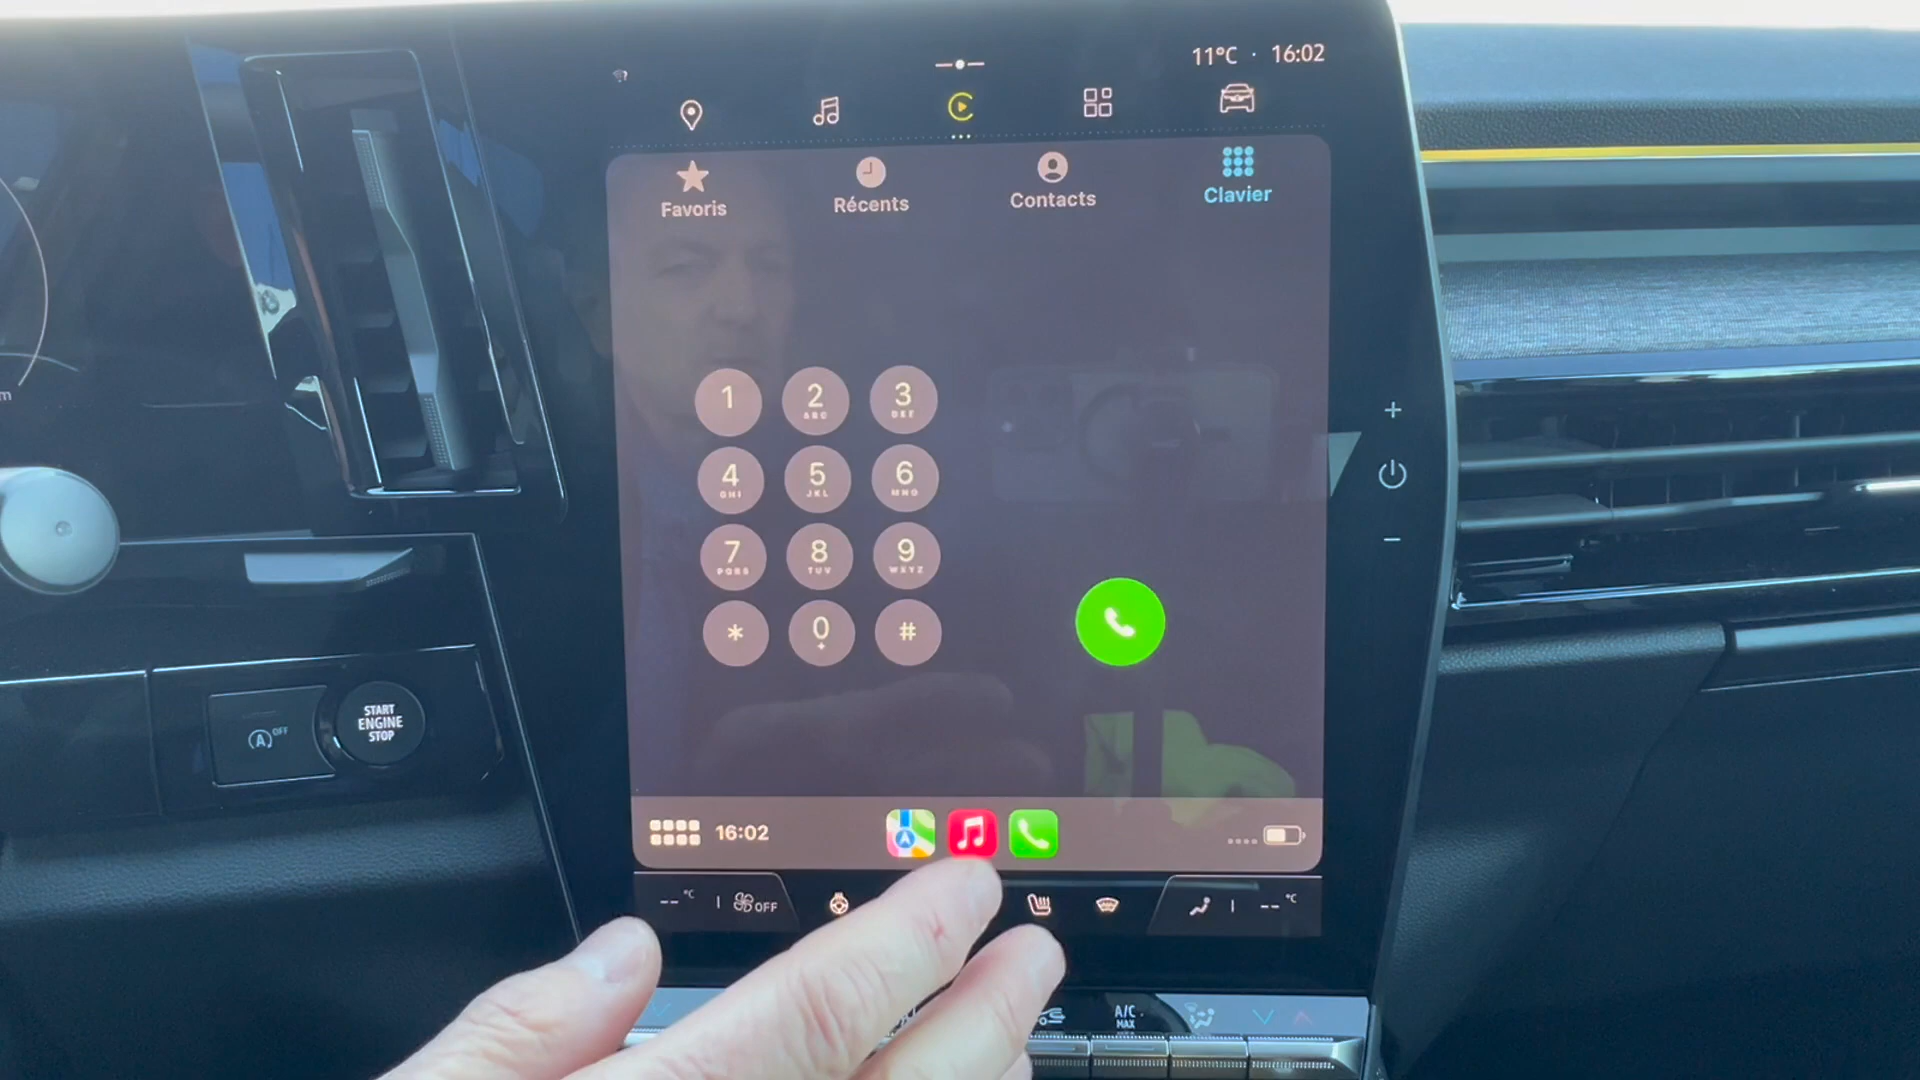 11°C · 16:02
Favoris
Récents
Contacts
Clavier
1
2
ABC
3
DEF
4
GHI
5
JKL
6
MNO
7
PQRS
8
TUV
9
WXYZ
*
0
+
#
16:02
-- °C
OFF
-- °C
A OFF
START
ENGINE
STOP
A/C
MAX
m